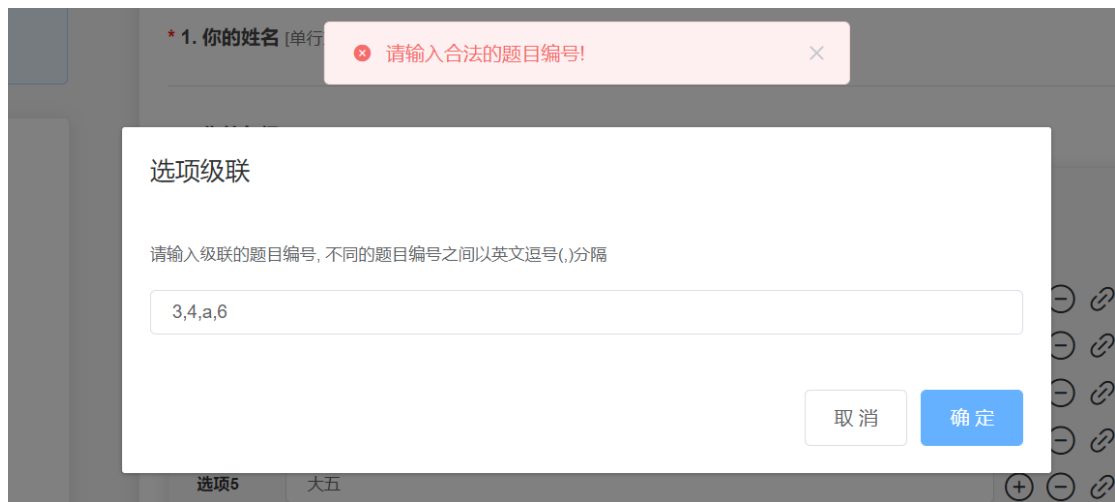 * 1. 你的姓名 [单行
请输入合法的题目编号!
选项级联
请输入级联的题目编号, 不同的题目编号之间以英文逗号(,)分隔
3,4,a,6
取消
确定
选项5
大五